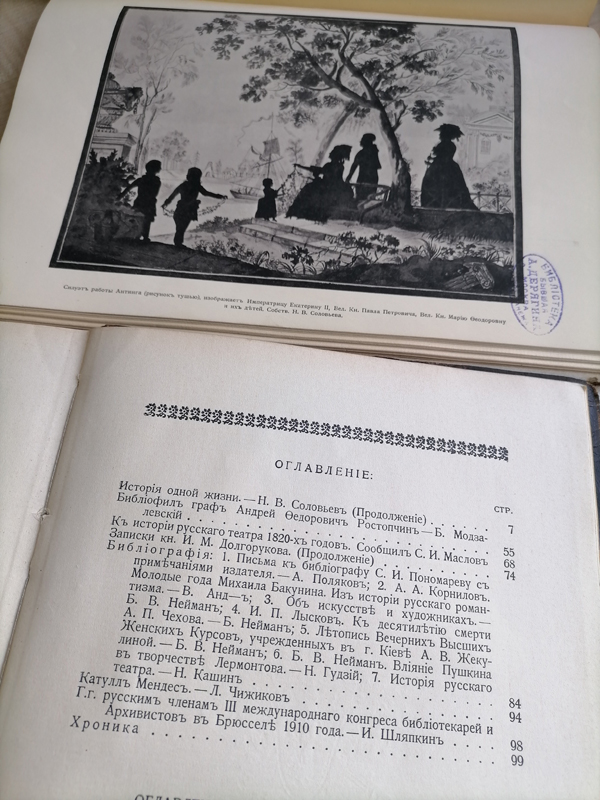 Силуэтъ работы Антинга (рисунокъ тушью), изображаетъ Императрицу Екатерину II, Вел. Кн. Павла Петровича, Вел. Кн. Марію Ѳеодоровну
и ихъ дѣтей. Собств. Н. В. Соловьева.
БИБЛІОТЕКА
БЫВШАЯ
А. ДЕРЯГИНА
ОГЛАВЛЕНІЕ:
СТР.
Исторія одной жизни. — Н. В. Соловьевъ (Продолженіе) . . . . . . 7
Библіофилъ графъ Андрей Ѳедоровичъ Ростопчинъ — Б. Модза-
левскій . . . . . . . . . . . . . . . . 55
Къ исторіи русскаго театра 1820-хъ годовъ. Сообщилъ С. И. Масловъ 68
Записки кн. И. М. Долгорукова. (Продолженіе) . . . . . . . . 74
Библіографія: 1. Письма къ библіографу С. И. Пономареву съ
примѣчаніями издателя. — А. Поляковъ; 2. А. А. Корниловъ.
Молодые года Михаила Бакунина. Изъ исторіи русскаго роман-
тизма. — В. Анд—ъ; 3. Объ искусствѣ и художникахъ. —
Б. В. Нейманъ; 4. И. П. Лысковъ. Къ десятилѣтію смерти
А. П. Чехова. — Б. Нейманъ; 5. Лѣтопись Вечернихъ Высшихъ
Женскихъ Курсовъ, учрежденныхъ въ г. Кіевѣ А. В. Жеку-
линой. — Б. В. Нейманъ; 6. Б. В. Нейманъ. Вліяніе Пушкина
въ творчествѣ Лермонтова. — Н. Гудзій; 7. Исторія русскаго
театра. — Н. Кашинъ . . . . . . . . . . . . 84
Катуллъ Мендесъ. — Л. Чижиковъ . . . . . . . . . . . 94
Г.г. русскимъ членамъ III международнаго конгреса библіотекарей и
Архивистовъ въ Брюсселѣ 1910 года. — И. Шляпкинъ . . . . 98
Хроника . . . . . . . . . . . . . . . . 99